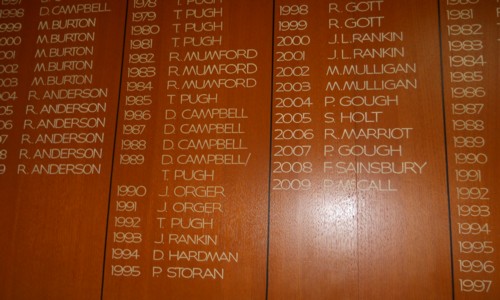 D. CAMPBELL
1998 M. BURTON
M. BURTON
M. BURTON
M. BURTON
R. ANDERSON
R. ANDERSON
R. ANDERSON
R. ANDERSON
R. ANDERSON
1978 T. PUGH
1979 T. PUGH
1980 T. PUGH
1981 T. PUGH
1982 R. MUMFORD
1983 R. MUMFORD
1984 R. MUMFORD
1985 T. PUGH
1986 D. CAMPBELL
1987 D. CAMPBELL
1988 D. CAMPBELL
1989 D. CAMPBELL/
T. PUGH
1990 J. ORGER
1991 J. ORGER
1992 T. PUGH
1993 J. RANKIN
1994 D. HARDMAN
1995 P. STORAN
1998 R. GOTT
1999 R. GOTT
2000 J.L. RANKIN
2001 J.L. RANKIN
2002 M. MULLIGAN
2003 M. MULLIGAN
2004 P. GOUGH
2005 S. HOLT
2006 R. MARRIOT
2007 P. GOUGH
2008 F. SAINSBURY
2009 P. McCALL
1980
1981
1982
1983
1984
1985
1986
1987
1988
1989
1990
1991
1992
1993
1994
1995
1996
1997